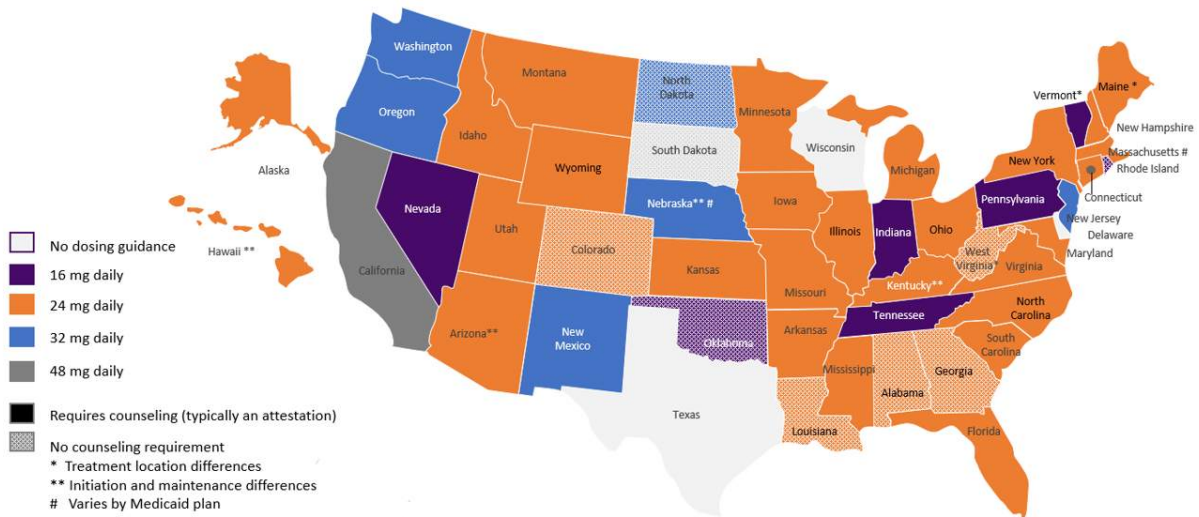 Washington
Montana
North
Dakota
Minnesota
Vermont*
Maine *
Oregon
Idaho
New Hampshire
South Dakota
Wisconsin
Massachusetts #
Alaska
Wyoming
Michigan
New York
Rhode Island
Nevada
Nebraska** #
Iowa
Pennsylvania
Connecticut
Utah
Illinois
Indiana
Ohio
New Jersey
Delaware
Hawaii **
Colorado
West
Virginia*
Maryland
California
Kansas
Missouri
Kentucky**
Virginia
Arizona**
New
Mexico
Oklahoma
Arkansas
Tennessee
North
Carolina
South
Carolina
Mississippi
Alabama
Georgia
Texas
Louisiana
Florida
No dosing guidance
16 mg daily
24 mg daily
32 mg daily
48 mg daily
Requires counseling (typically an attestation)
No counseling requirement
* Treatment location differences
** Initiation and maintenance differences
# Varies by Medicaid plan